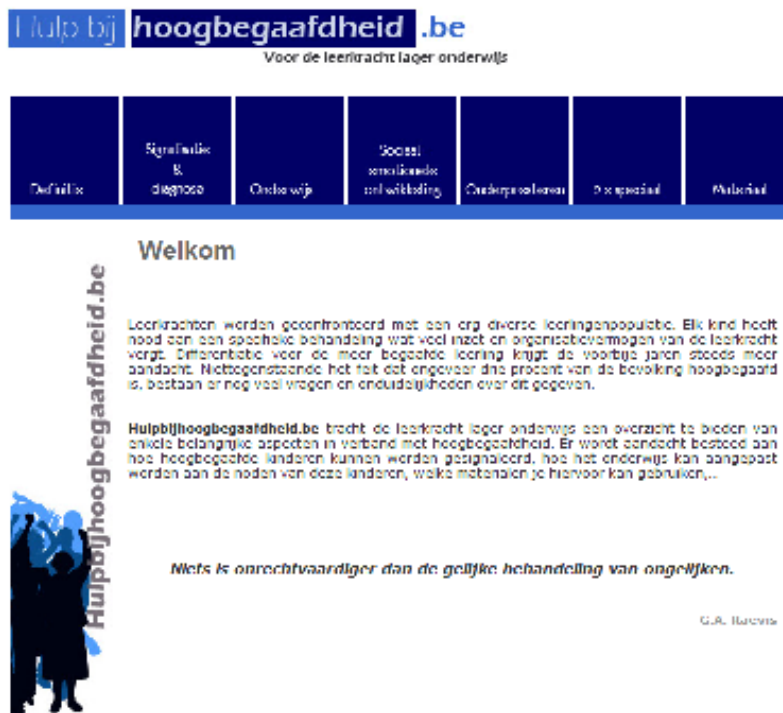 Hulp bij hoogbegaafdheid .be
Voor de leerkracht lager onderwijs
Definitie
Signalisatie
&
diagnose
Onderwijs
Sociaal
emotionele
ontwikkeling
Onderpresteren
speciaal
Materiaal
Hulpbijhoogbegaafdheid.be
Welkom
Leerkrachten worden geconfronteerd met een erg diverse leerlingenpopulatie. Elk kind heeft
nood aan een specifieke behandeling wat veel inzet en organisatievermogen van de leerkracht
vergt. Differentiatie voor de meer begaafde leerling krijgt de voorbije jaren steeds meer
aandacht. Niettegenstaande het feit dat ongeveer drie procent van de bevolking hoogbegaafd
is, bestaan er nog veel vragen en onduidelijkheden over dit gegeven.
Hulpbijhoogbegaafdheid.be tracht de leerkracht lager onderwijs een overzicht te bieden van
enkele belangrijke aspecten in verband met hoogbegaafdheid. Er wordt aandacht besteed aan
hoe hoogbegaafde kinderen kunnen worden gesignaleerd, hoe het onderwijs kan aangepast
worden aan de noden van deze kinderen, welke materialen je hiervoor kan gebruiken,...
Niets is onrechtvaardiger dan de gelijke behandeling van ongelijken.
G.A.